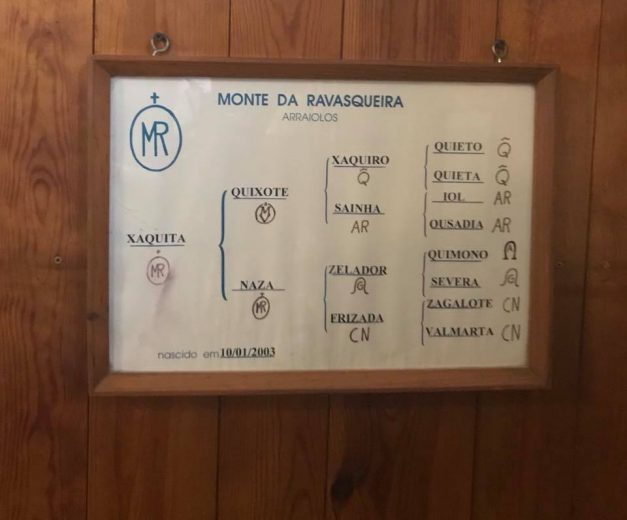 MR
MONTE DA RAVASQUEIRA
ARRAIOLOS
XAQUITA
MR
QUIXOTE
NAZA
MR
XAQUIRO
Q̃
SAINHA
AR
ZELADOR
FRIZADA
CN
QUIETO Q̃
QUIETA Q̃
IOL AR
OUSADIA AR
QUIMONO
SEVERA
ZAGALOTE CN
VALMARTA CN
nascido em 10/01/2003